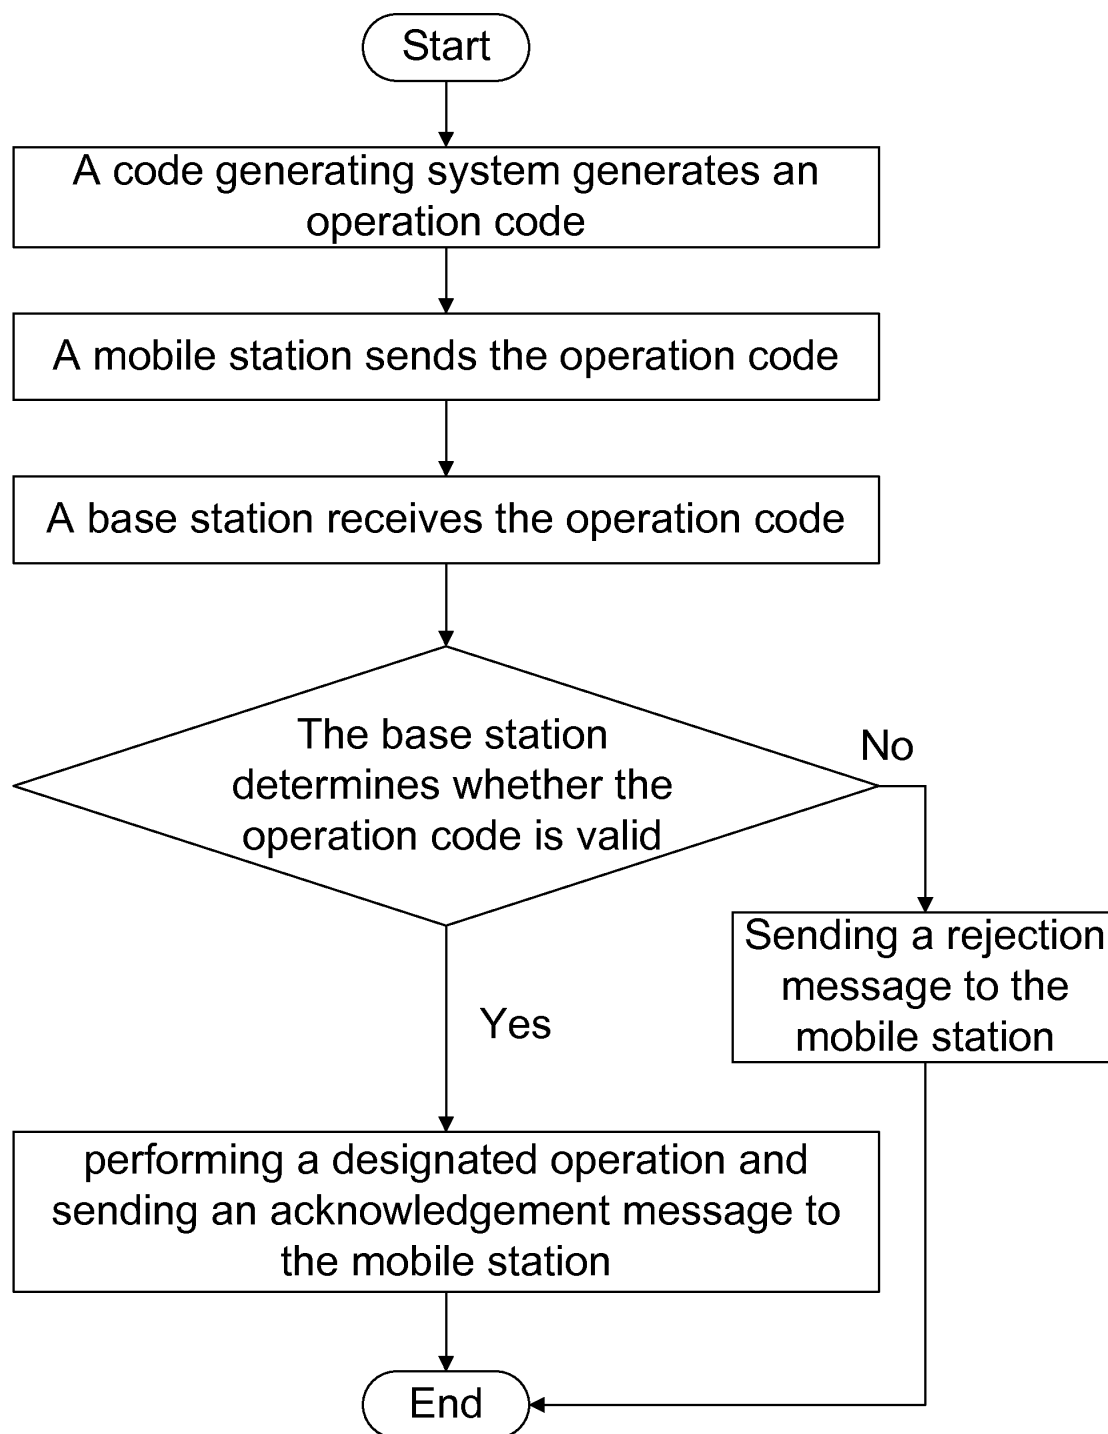 Start
A code generating system generates an
operation code
A mobile station sends the operation code
A base station receives the operation code
The base station
determines whether the
operation code is valid
No
Sending a rejection
message to the
mobile station
Yes
performing a designated operation and
sending an acknowledgement message to
the mobile station
End